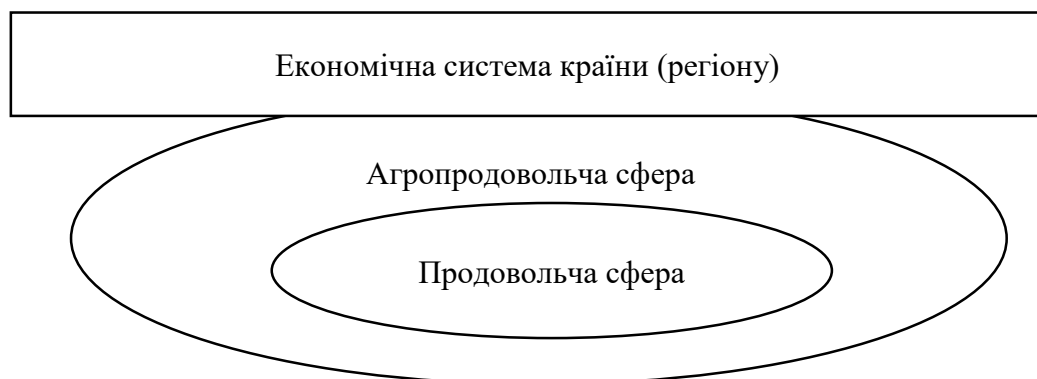 Економічна система країни (регіону)
Агропродовольча сфера
Продовольча сфера